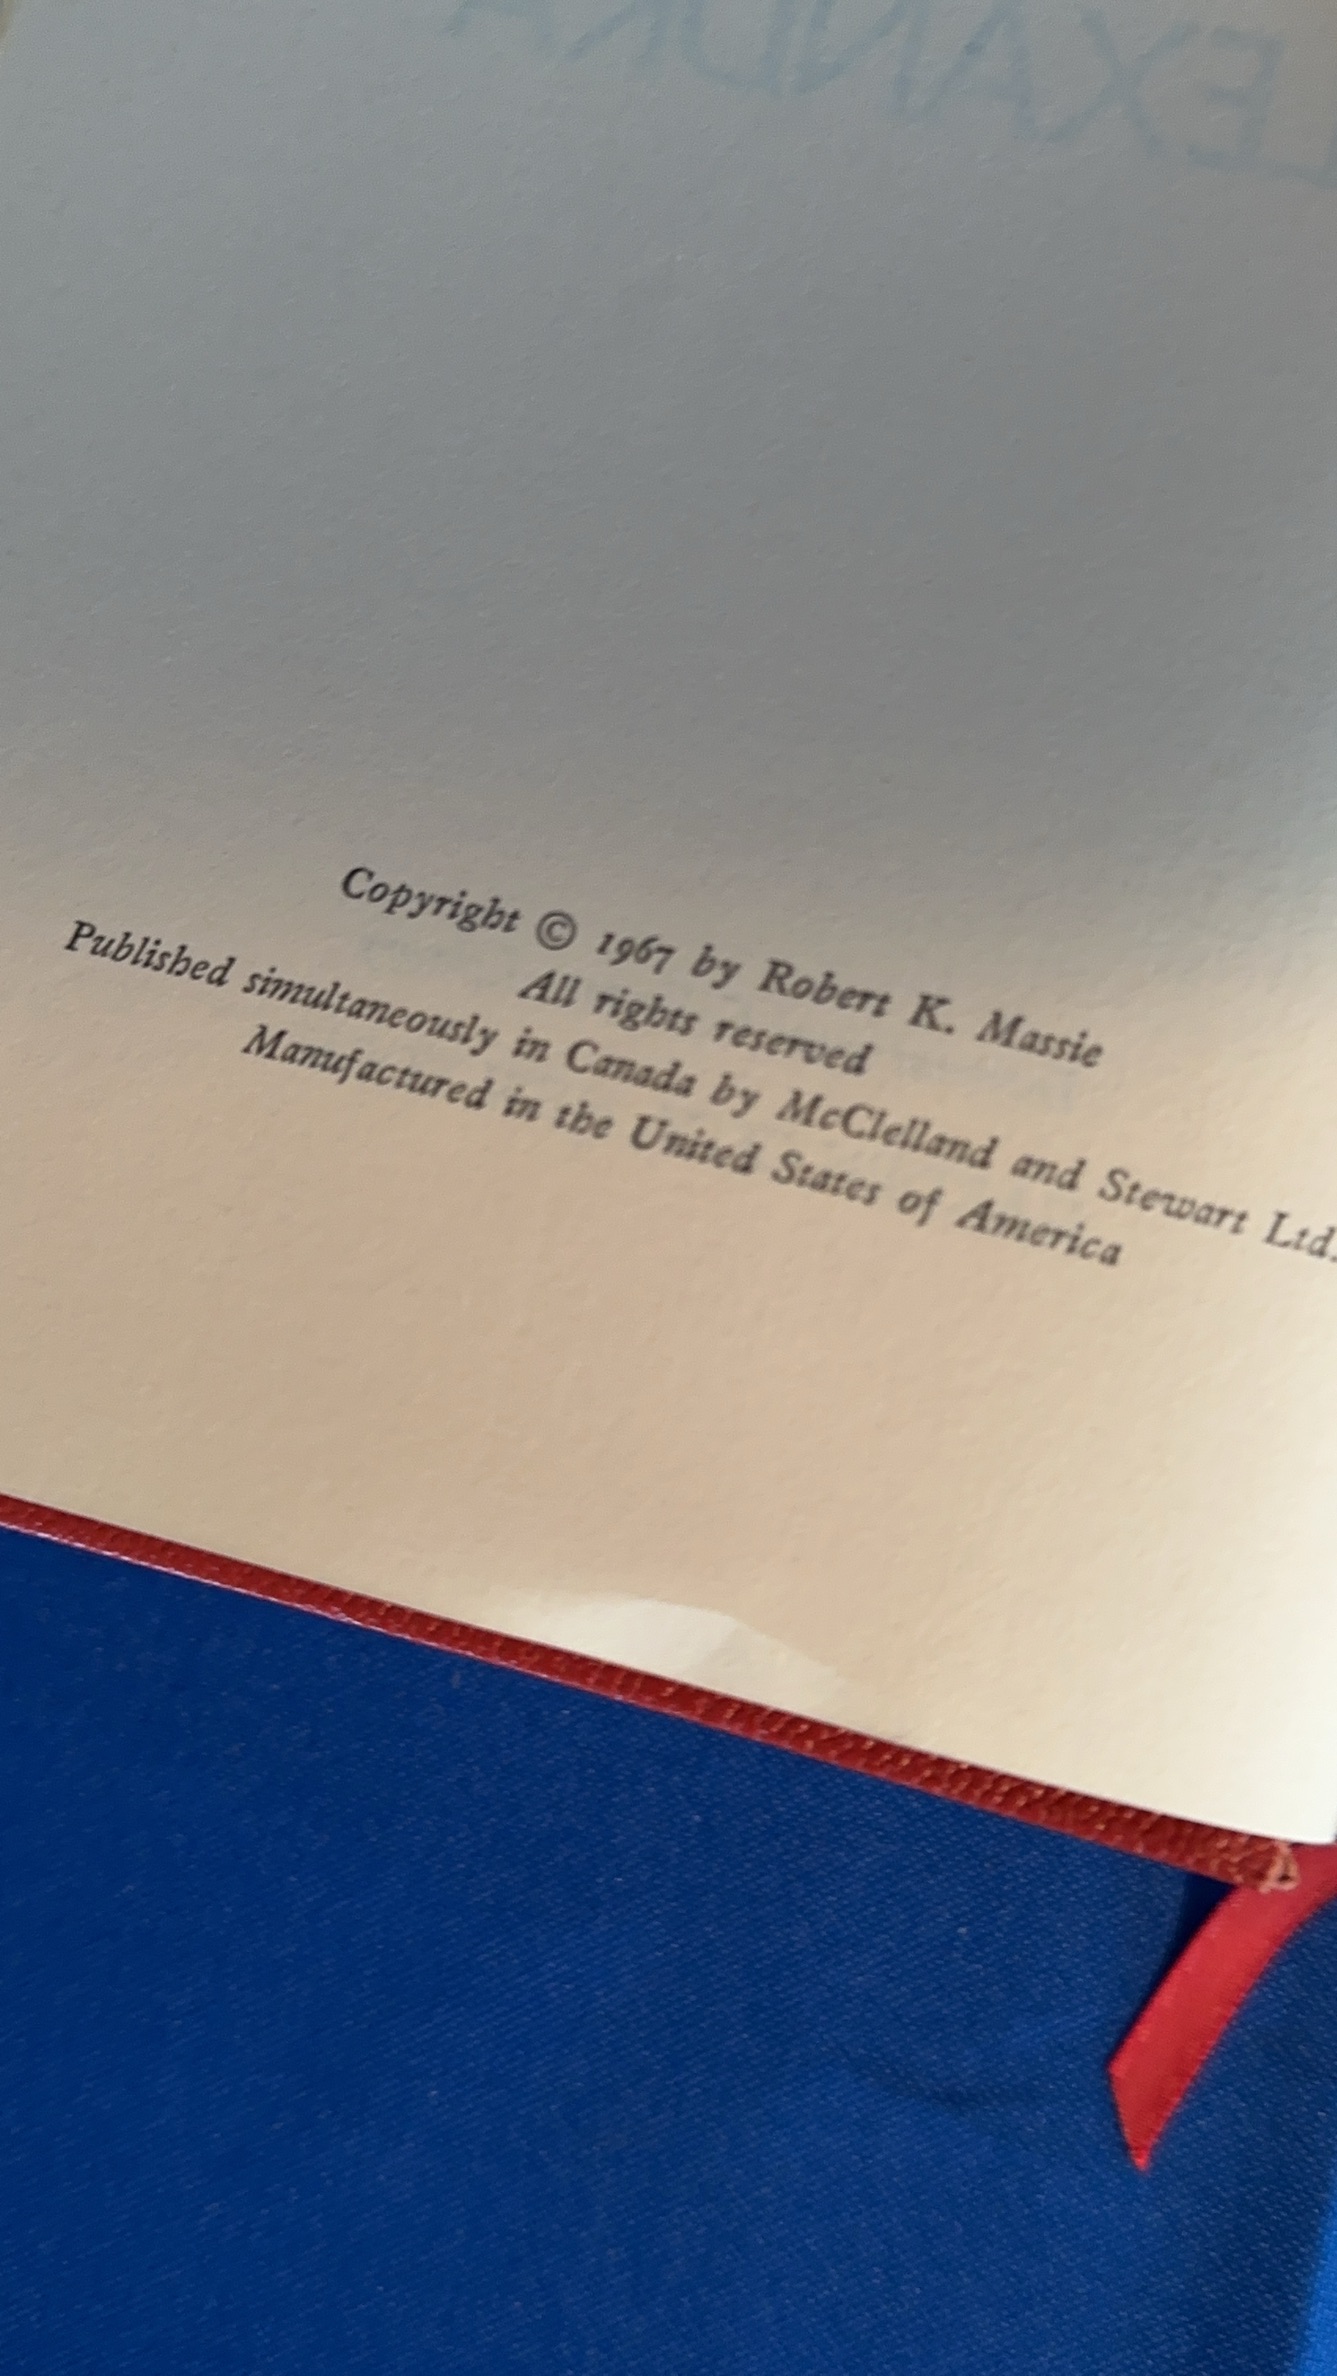 Copyright © 1967 by Robert K. Massie
All rights reserved
Published simultaneously in Canada by McClelland and Stewart Ltd.
Manufactured in the United States of America